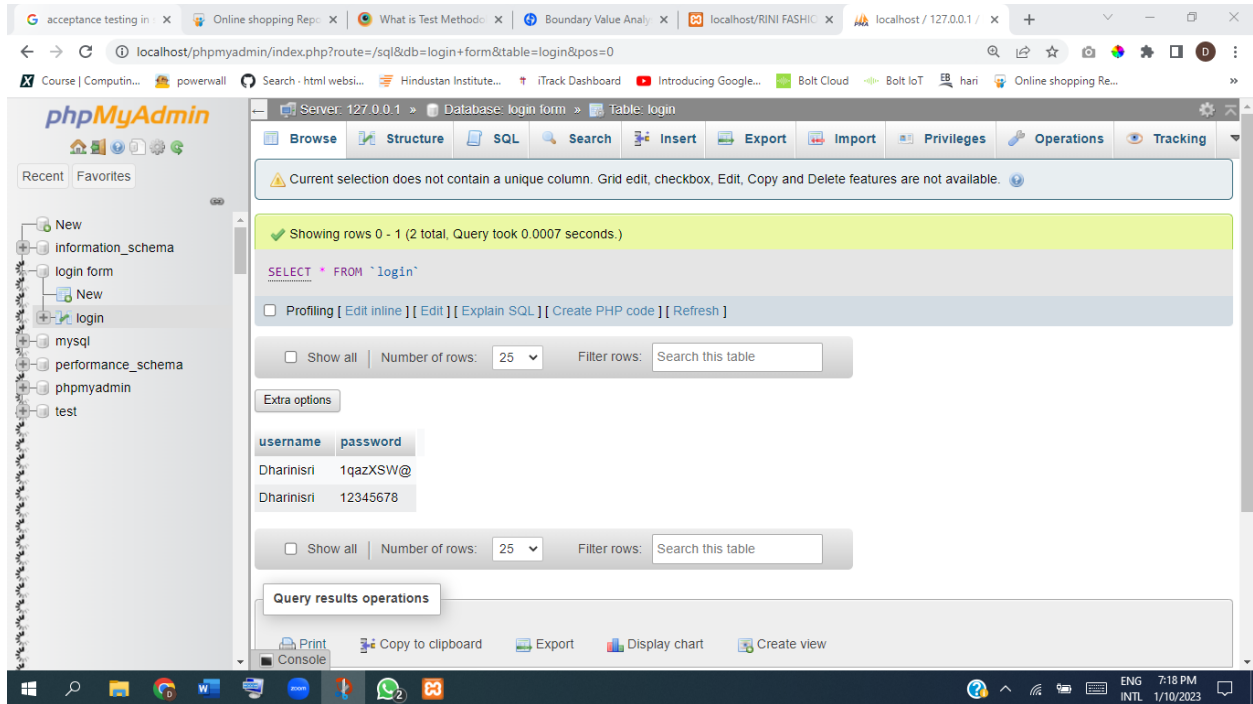 acceptance testing in Online shopping Repo What is Test Methodo Boundary Value Analy localhost/RINI FASHIO localhost / 127.0.0.1 /
localhost/phpmyadmin/index.php?route=/sql&db=login+form&table=login&pos=0 D
Course | Computin... powerwall Search - html websi... Hindustan Institute... iTrack Dashboard Introducing Google... Bolt Cloud Bolt IoT EB hari Online shopping Re... »
phpMyAdmin
Recent Favorites
New
information_schema
login form
New
login
mysql
performance_schema
phpmyadmin
test
Server: 127.0.0.1 » Database: login form » Table: login
Browse Structure SQL Search Insert Export Import Privileges Operations Tracking
Current selection does not contain a unique column. Grid edit, checkbox, Edit, Copy and Delete features are not available.
Showing rows 0 - 1 (2 total, Query took 0.0007 seconds.)
SELECT * FROM `login`
Profiling [ Edit inline ] [ Edit ] [ Explain SQL ] [ Create PHP code ] [ Refresh ]
Show all | Number of rows: 25 Filter rows: Search this table
Extra options
username password
Dharinisri 1qazXSW@
Dharinisri 12345678
Show all | Number of rows: 25 Filter rows: Search this table
Query results operations
Print Copy to clipboard Export Display chart Create view
Console
zoom 2 ENG 7:18 PM
INTL 1/10/2023